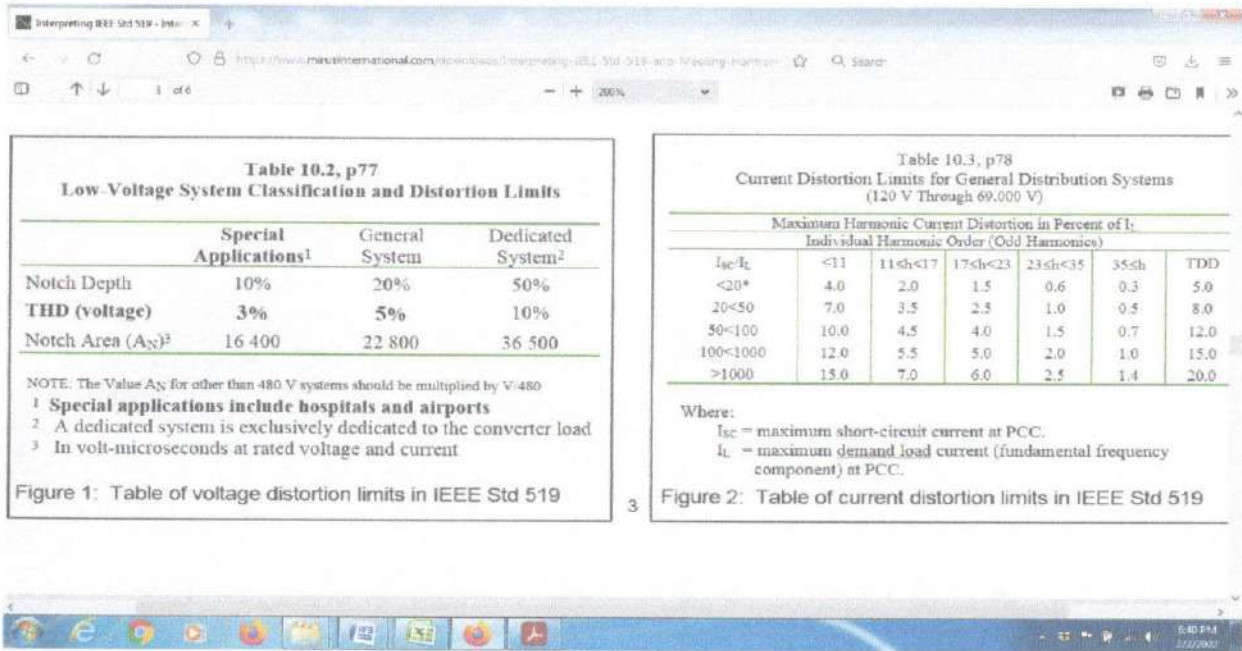 Interpreting IEEE Std 519 -
3 of 6
200%
Search
Table 10.2, p77
Low-Voltage System Classification and Distortion Limits
Special Applications1 General System Dedicated System2
Notch Depth 10% 20% 50%
THD (voltage) 3% 5% 10%
Notch Area (AN)3 16 400 22 800 36 500
NOTE: The Value AN for other than 480 V systems should be multiplied by V/480
1 Special applications include hospitals and airports
2 A dedicated system is exclusively dedicated to the converter load
3 In volt-microseconds at rated voltage and current
Figure 1: Table of voltage distortion limits in IEEE Std 519
3
Table 10.3, p78
Current Distortion Limits for General Distribution Systems
(120 V Through 69,000 V)
Maximum Harmonic Current Distortion in Percent of IL
Individual Harmonic Order (Odd Harmonics)
ISC/IL <11 11≤h<17 17≤h<23 23≤h<35 35≤h TDD
<20* 4.0 2.0 1.5 0.6 0.3 5.0
20<50 7.0 3.5 2.5 1.0 0.5 8.0
50<100 10.0 4.5 4.0 1.5 0.7 12.0
100<1000 12.0 5.5 5.0 2.0 1.0 15.0
>1000 15.0 7.0 6.0 2.5 1.4 20.0
Where:
ISC = maximum short-circuit current at PCC.
IL = maximum demand load current (fundamental frequency
component) at PCC.
Figure 2: Table of current distortion limits in IEEE Std 519